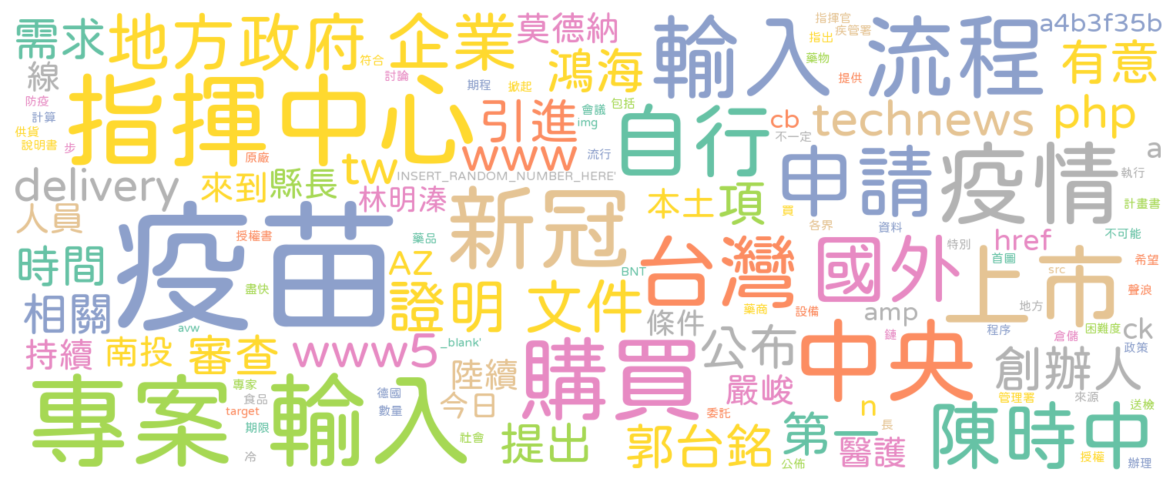 需求
地方政府
企業
莫德納
指揮官
疾管署
a4b3f35b
符合
指出
藥物
線
討論
期程
掀起
鴻海
輸入
流程
提供
有意
防疫
指揮中心
引進
會議
包括
自行
cb
technews
php
計算
img
不一定
供貨
說明書
步
原廠
tw
www
流行
申請
疫情
a
delivery
來到
縣長
INSERT_RANDOM_NUMBER_HERE'
執行
林明溱
新冠
本土
項
買
計畫書
人員
疫苗
授權書
藥品
各界
資料
href
不可能
時間
AZ
BNT
台灣
國外
特別
上市
首圖
希望
盡快
src
聲浪
相關
證明
文件
藥商
設備
amp
地方
avw
條件
程序
倉儲
困難度
ck
持續
南投
審查
www5
_blank'
購買
公布
中央
鏈
政策
創辦人
專案輸入
專家
食品
target
期限
德國
數量
陸續
今日
嚴峻
委託
n
管理署
來源
長
送檢
冷
社會
提出
郭台銘
第一
公佈
醫護
陳時中
授權
辦理